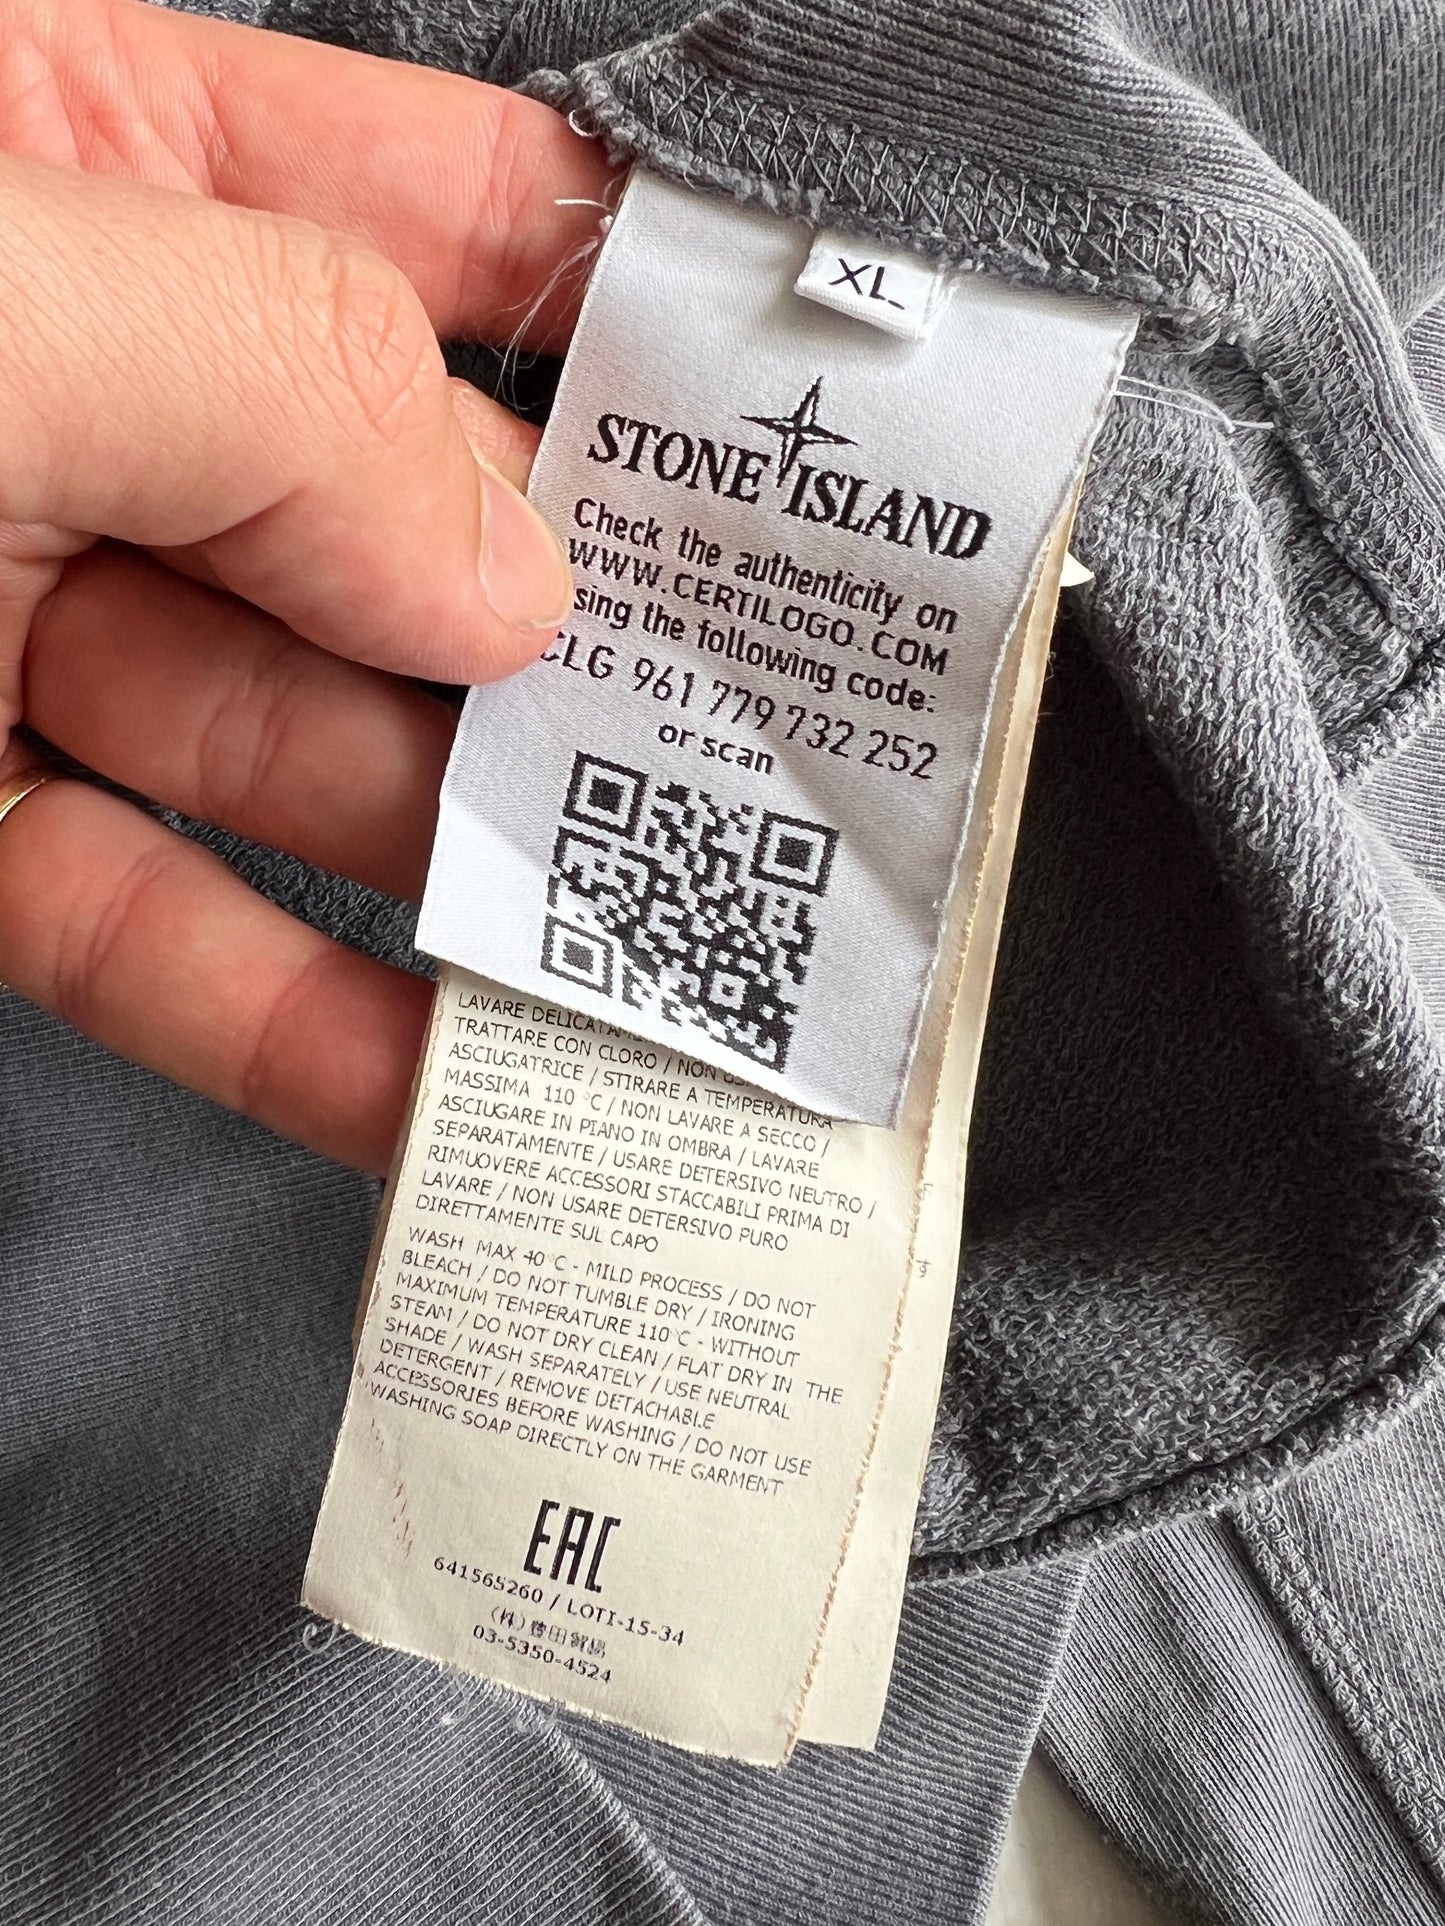 XL
STONE ISLAND
Check the authenticity on
WWW.CERTILOGO.COM
sing the following code:
CLG 961 779 732 252
or scan
LAVARE
TRATTARE CON CLORO / NON
ASCIUGATRICE / STIRARE A TEMPERATURA
MASSIMA 110 °C / NON LAVARE A SECCO /
ASCIUGARE IN PIANO IN OMBRA / LAVARE
SEPARATAMENTE / USARE DETERSIVO NEUTRO /
RIMUOVERE ACCESSORI STACCABILI PRIMA DI
LAVARE / NON USARE DETERSIVO PURO
DIRETTAMENTE SUL CAPO
WASH MAX 40 °C - MILD PROCESS / DO NOT
BLEACH / DO NOT TUMBLE DRY / IRONING
MAXIMUM TEMPERATURE 110 °C - WITHOUT
STEAM / DO NOT DRY CLEAN / FLAT DRY IN THE
SHADE / WASH SEPARATELY / USE NEUTRAL
DETERGENT / REMOVE DETACHABLE
ACCESSORIES BEFORE WASHING / DO NOT USE
WASHING SOAP DIRECTLY ON THE GARMENT
EAC
641565260 / LOTI-15-34
03-5350-4524